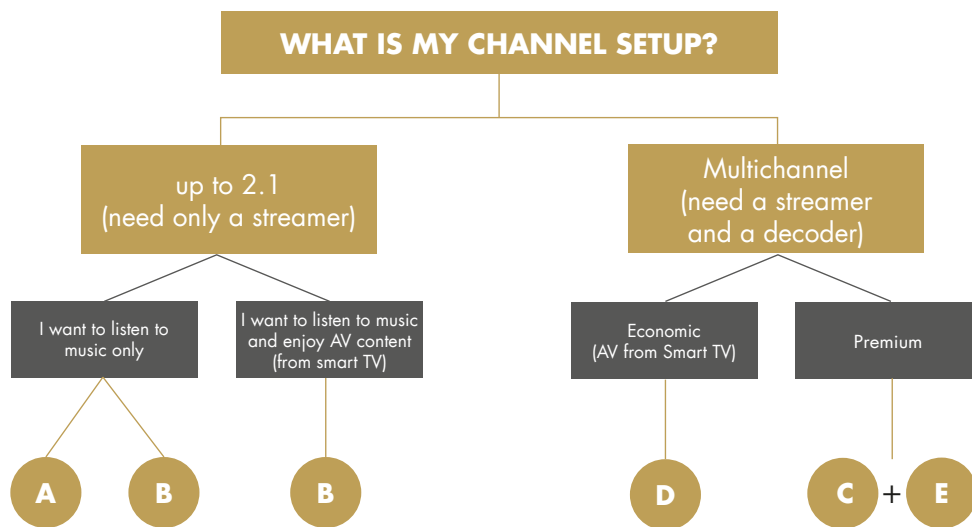 WHAT IS MY CHANNEL SETUP?
up to 2.1
(need only a streamer)
Multichannel
(need a streamer
and a decoder)
I want to listen to
music only
I want to listen to music
and enjoy AV content
(from smart TV)
Economic
(AV from Smart TV)
Premium
A
B
B
D
C + E